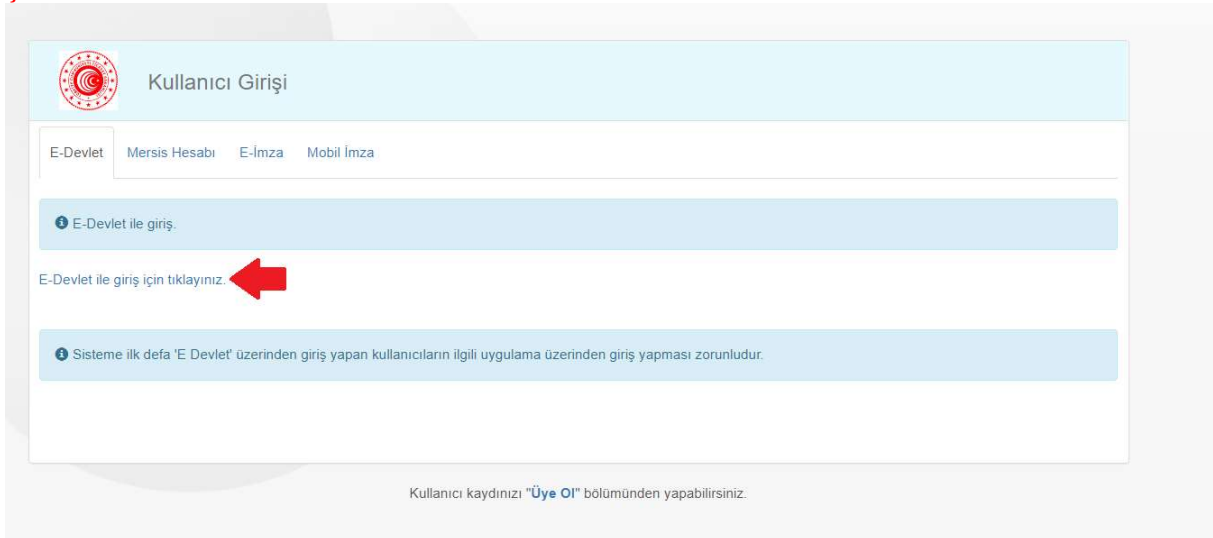 Kullanıcı Girişi
E-Devlet Mersis Hesabı E-İmza Mobil İmza
E-Devlet ile giriş.
E-Devlet ile giriş için tıklayınız.
Sisteme ilk defa 'E Devlet' üzerinden giriş yapan kullanıcıların ilgili uygulama üzerinden giriş yapması zorunludur.
Kullanıcı kaydınızı "Üye Ol" bölümünden yapabilirsiniz.